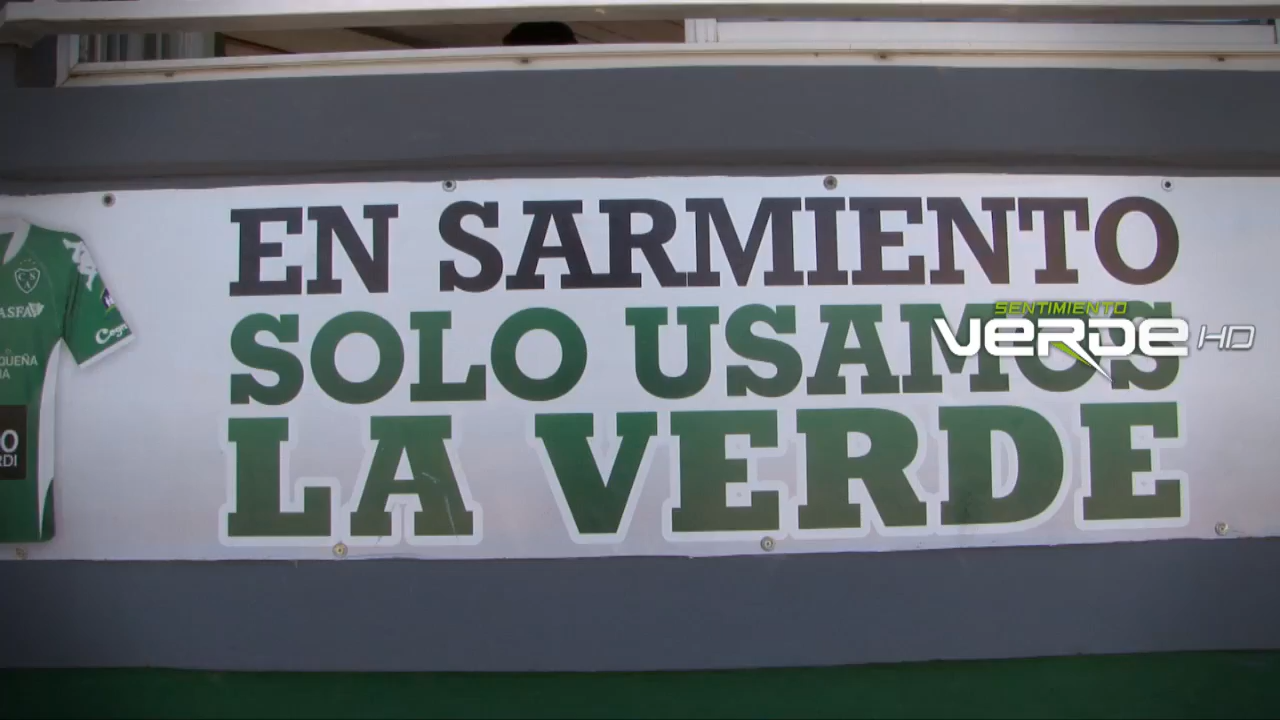 EN SARMIENTO
SOLO USAMOS
LA VERDE
SENTIMIENTO
VERDE HD